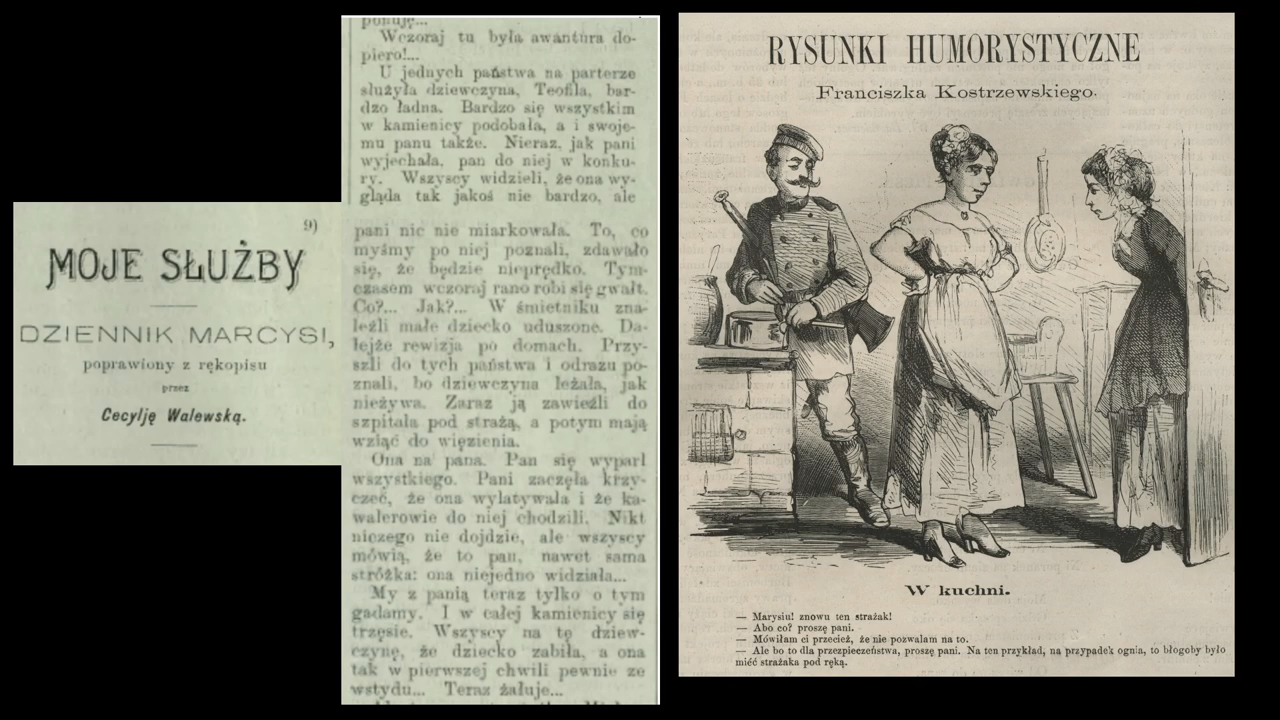 9)
MOJE SŁUŻBY
DZIENNIK MARCYSI,
poprawiony z rękopisu
przez
Cecylję Walewską.
ponuję...
Wczoraj tu była awantura do-
piero!...
U jednych państwa na parterze
służyła dziewczyna, Teofila, bar-
dzo ładna. Bardzo się wszystkim
w kamienicy podobała, a i swoje-
mu panu także. Nieraz, jak pani
wyjechała, pan do niej w konku-
ry. Wszyscy widzieli, że ona wy-
gląda tak jakoś nie bardzo, ale
pani nic nie miarkowała. To, co
myśmy po niej poznali, zdawało
się, że będzie nieprędko. Tym-
czasem wczoraj rano robi się gwałt.
Co?... Jak?... W śmietniku zna-
leźli małe dziecko uduszone. Da-
lejże rewizja po domach. Przy-
szli do tych państwa i odrazu po-
znali, bo dziewczyna leżała, jak
nieżywa. Zaraz ją zawieźli do
szpitala pod strażą, a potym mają
wziąć do więzienia.
Ona na pana. Pan się wyparł
wszystkiego. Pani zaczęła krzy-
czeć, że ona wylatywała i że ka-
walerowie do niej chodzili. Nikt
niczego nie dojdzie, ale wszyscy
mówią, że to pan, nawet sama
stróżka: ona niejedno widziała...
My z panią teraz tylko o tym
gadamy. I w całej kamienicy się
trzęsie. Wszyscy na tę dziew-
czynę, że dziecko zabiła, a ona
tak w pierwszej chwili pewnie ze
wstydu... Teraz żałuje...
RYSUNKI HUMORYSTYCZNE
Franciszka Kostrzewskiego.
W kuchni.
— Marysiu! znowu ten strażak!
— Abo co? proszę pani.
— Mówiłam ci przecież, że nie pozwalam na to.
— Ale bo to dla przezpieczeństwa, proszę pani. Na ten przykład, na przypadek ognia, to błogoby było
mieć strażaka pod ręką.